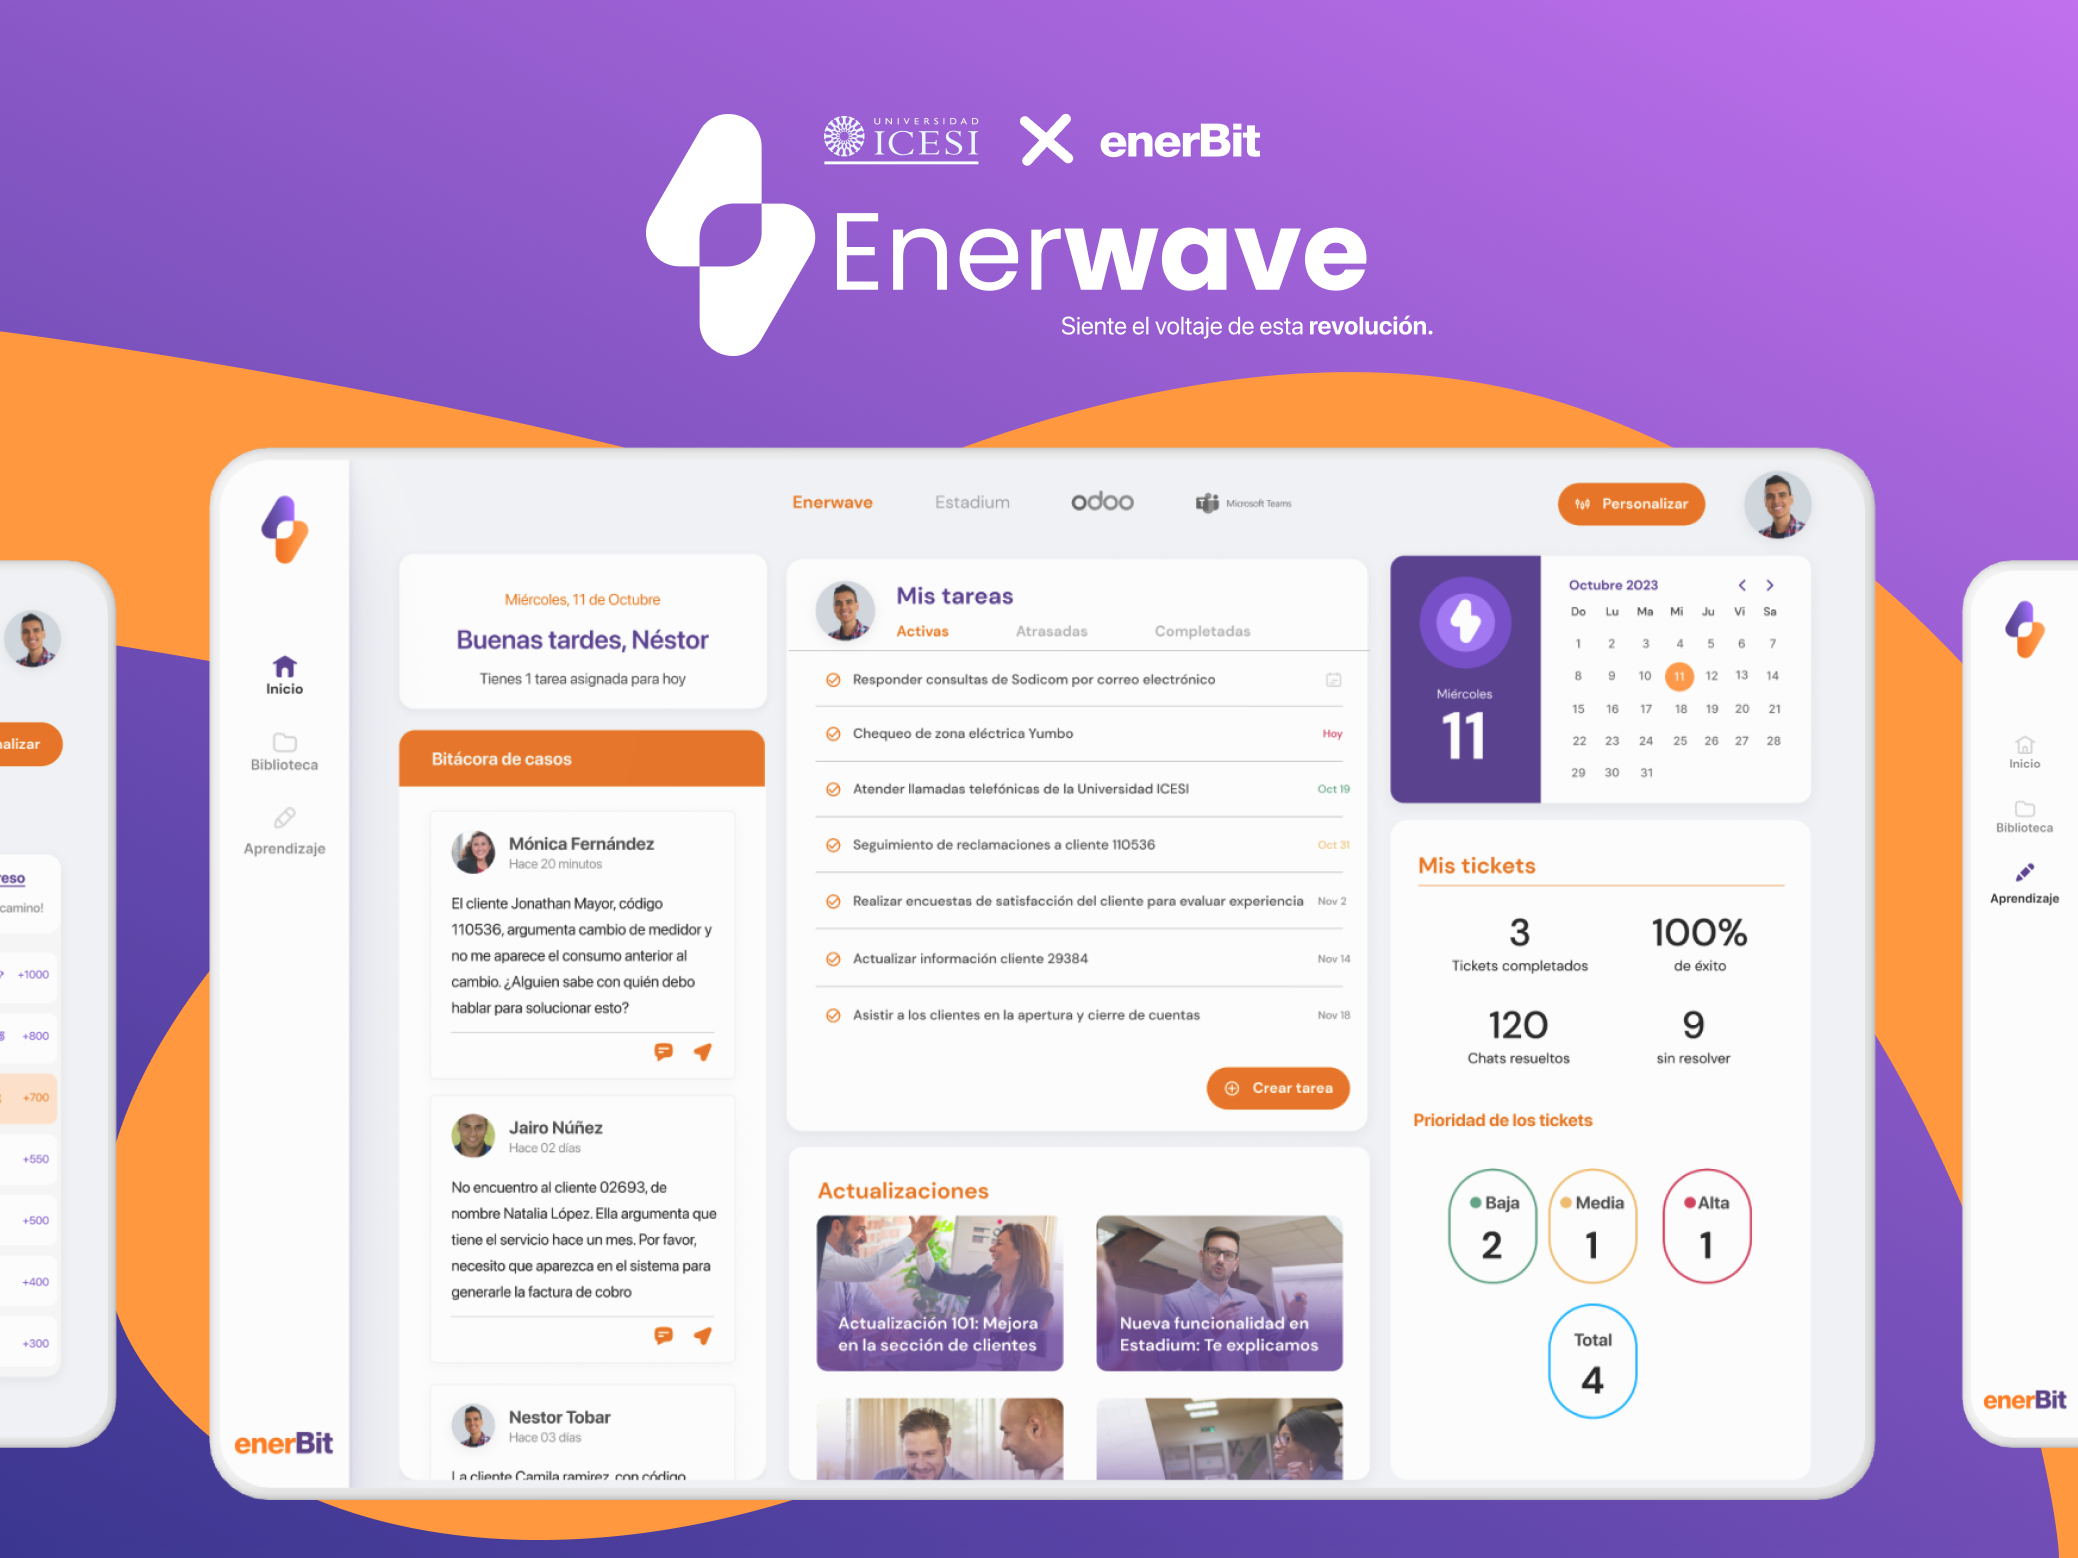 UNIVERSIDAD
ICESI
enerBit
Enerwave
Siente el voltaje de esta revolución.
Enerwave
Estadium
odoo
Microsoft Teams
Personalizar
Inicio
Biblioteca
Aprendizaje
enerBit
Miércoles, 11 de Octubre
Buenas tardes, Néstor
Tienes 1 tarea asignada para hoy
Bitácora de casos
Mónica Fernández
Hace 20 minutos
El cliente Jonathan Mayor, código
110536, argumenta cambio de medidor y
no me aparece el consumo anterior al
cambio. ¿Alguien sabe con quién debo
hablar para solucionar esto?
Jairo Núñez
Hace 02 días
No encuentro al cliente 02693, de
nombre Natalia López. Ella argumenta que
tiene el servicio hace un mes. Por favor,
necesito que aparezca en el sistema para
generarle la factura de cobro
Nestor Tobar
Hace 03 días
La cliente Camila ramirez, con código
Mis tareas
Activas
Atrasadas
Completadas
Responder consultas de Sodicom por correo electrónico
Chequeo de zona eléctrica Yumbo
Hoy
Atender llamadas telefónicas de la Universidad ICESI
Oct 19
Seguimiento de reclamaciones a cliente 110536
Oct 31
Realizar encuestas de satisfacción del cliente para evaluar experiencia
Nov 2
Actualizar información cliente 29384
Nov 14
Asistir a los clientes en la apertura y cierre de cuentas
Nov 18
Crear tarea
Actualizaciones
Actualización 101: Mejora
en la sección de clientes
Nueva funcionalidad en
Estadium: Te explicamos
Miércoles
11
Octubre 2023
Do Lu Ma Mi Ju Vi Sa
1 2 3 4 5 6 7
8 9 10 11 12 13 14
15 16 17 18 19 20 21
22 23 24 25 26 27 28
29 30 31
Mis tickets
3
Tickets completados
100%
de éxito
120
Chats resueltos
9
sin resolver
Prioridad de los tickets
Baja
2
Media
1
Alta
1
Total
4
alizar
eso
camino!
+1000
+800
+700
+550
+500
+400
+300
Inicio
Biblioteca
Aprendizaje
enerBit